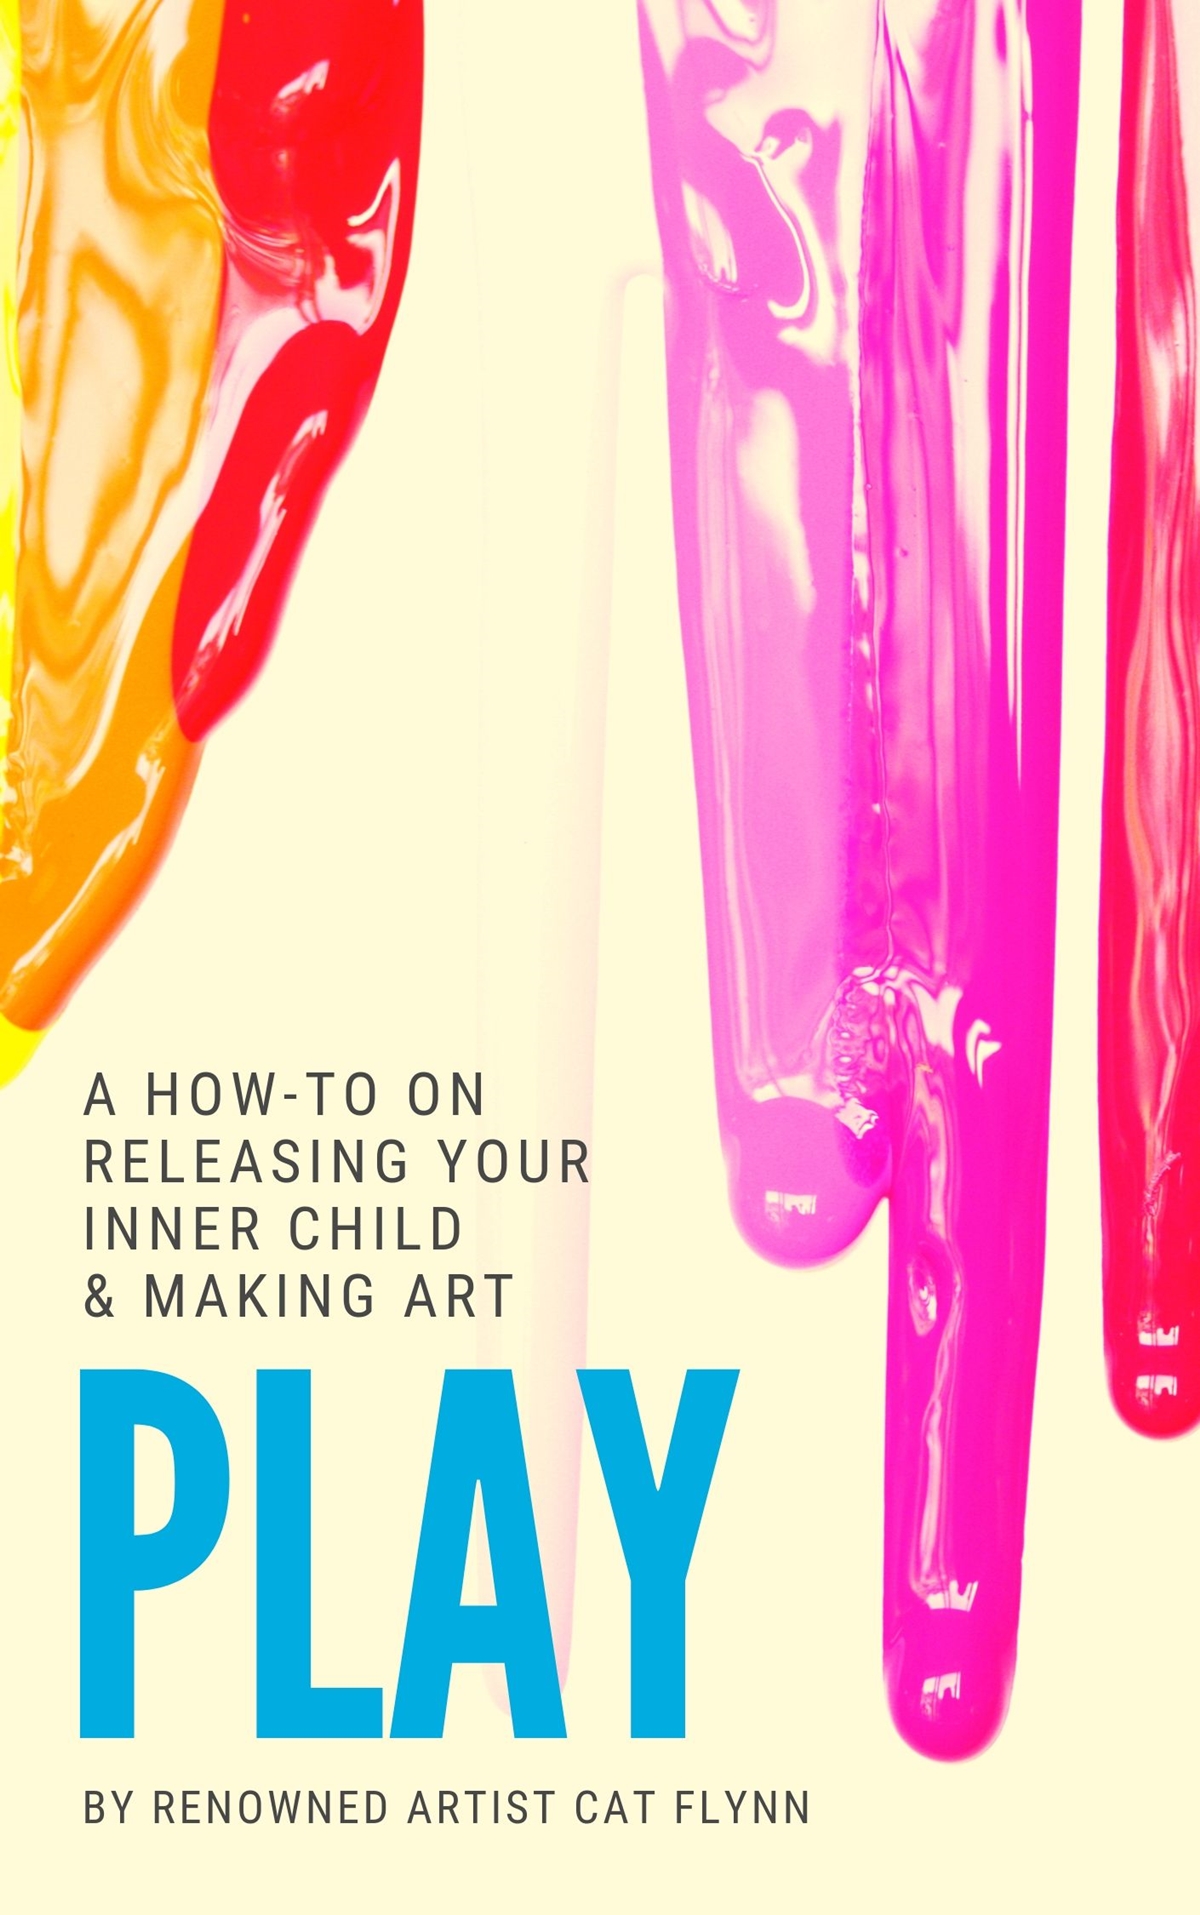 A HOW-TO ON
RELEASING YOUR
INNER CHILD
& MAKING ART
PLAY
BY RENOWNED ARTIST CAT FLYNN